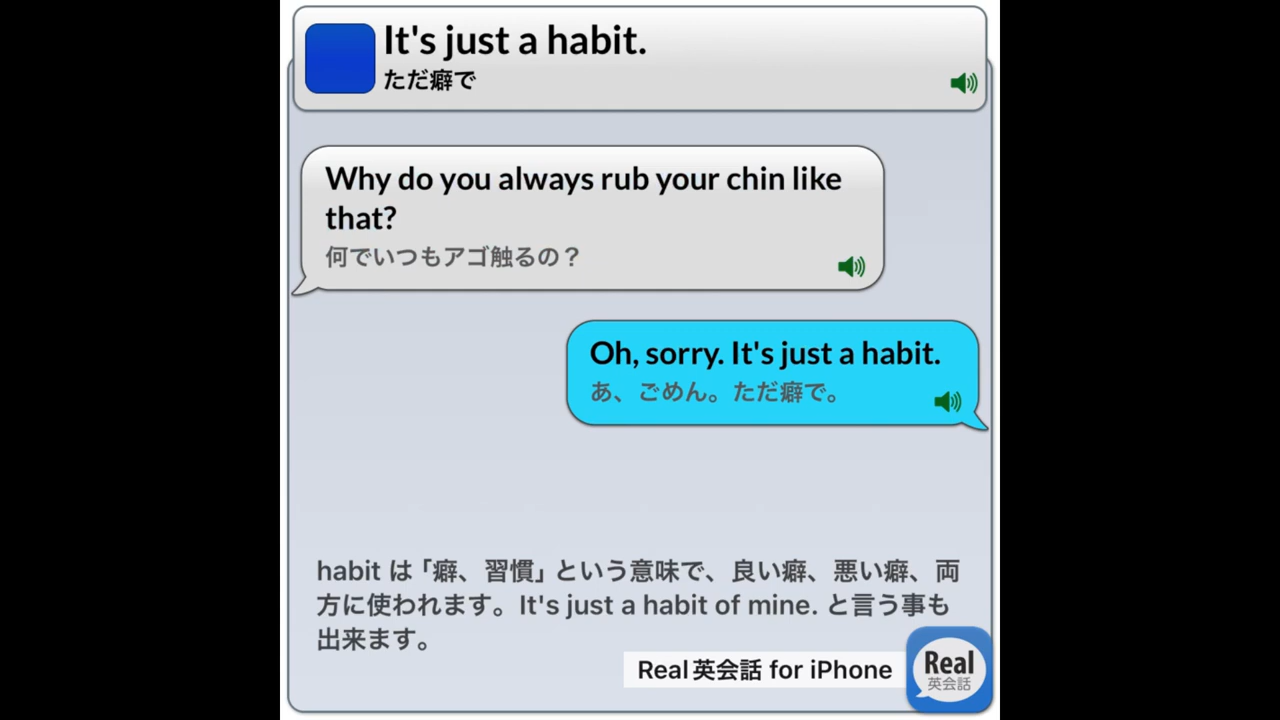 It's just a habit.
ただ癖で
Why do you always rub your chin like
that?
何でいつもアゴ触るの？
Oh, sorry. It's just a habit.
あ、ごめん。ただ癖で。
habit は「癖、習慣」という意味で、良い癖、悪い癖、両
方に使われます。It's just a habit of mine. と言う事も
出来ます。
Real英会話 for iPhone
Real
英会話